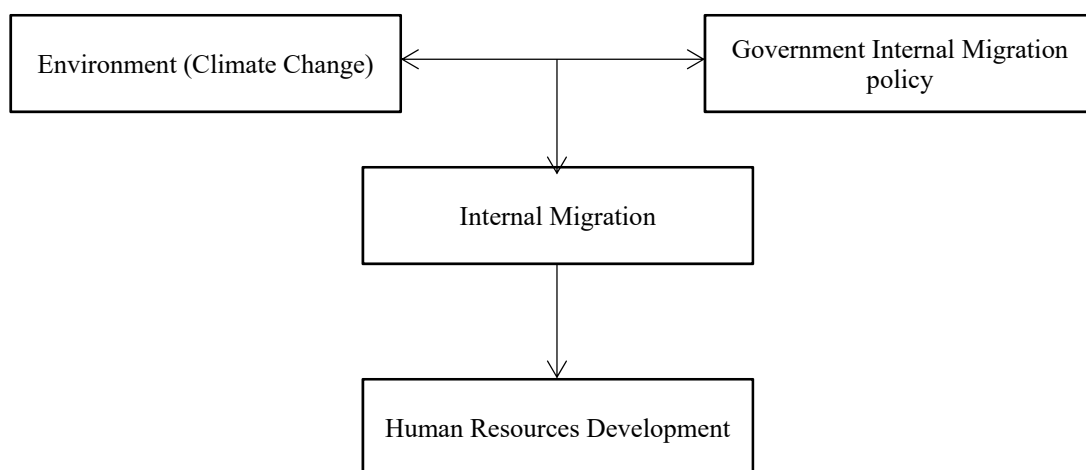 Environment (Climate Change)
Government Internal Migration
policy
Internal Migration
Human Resources Development